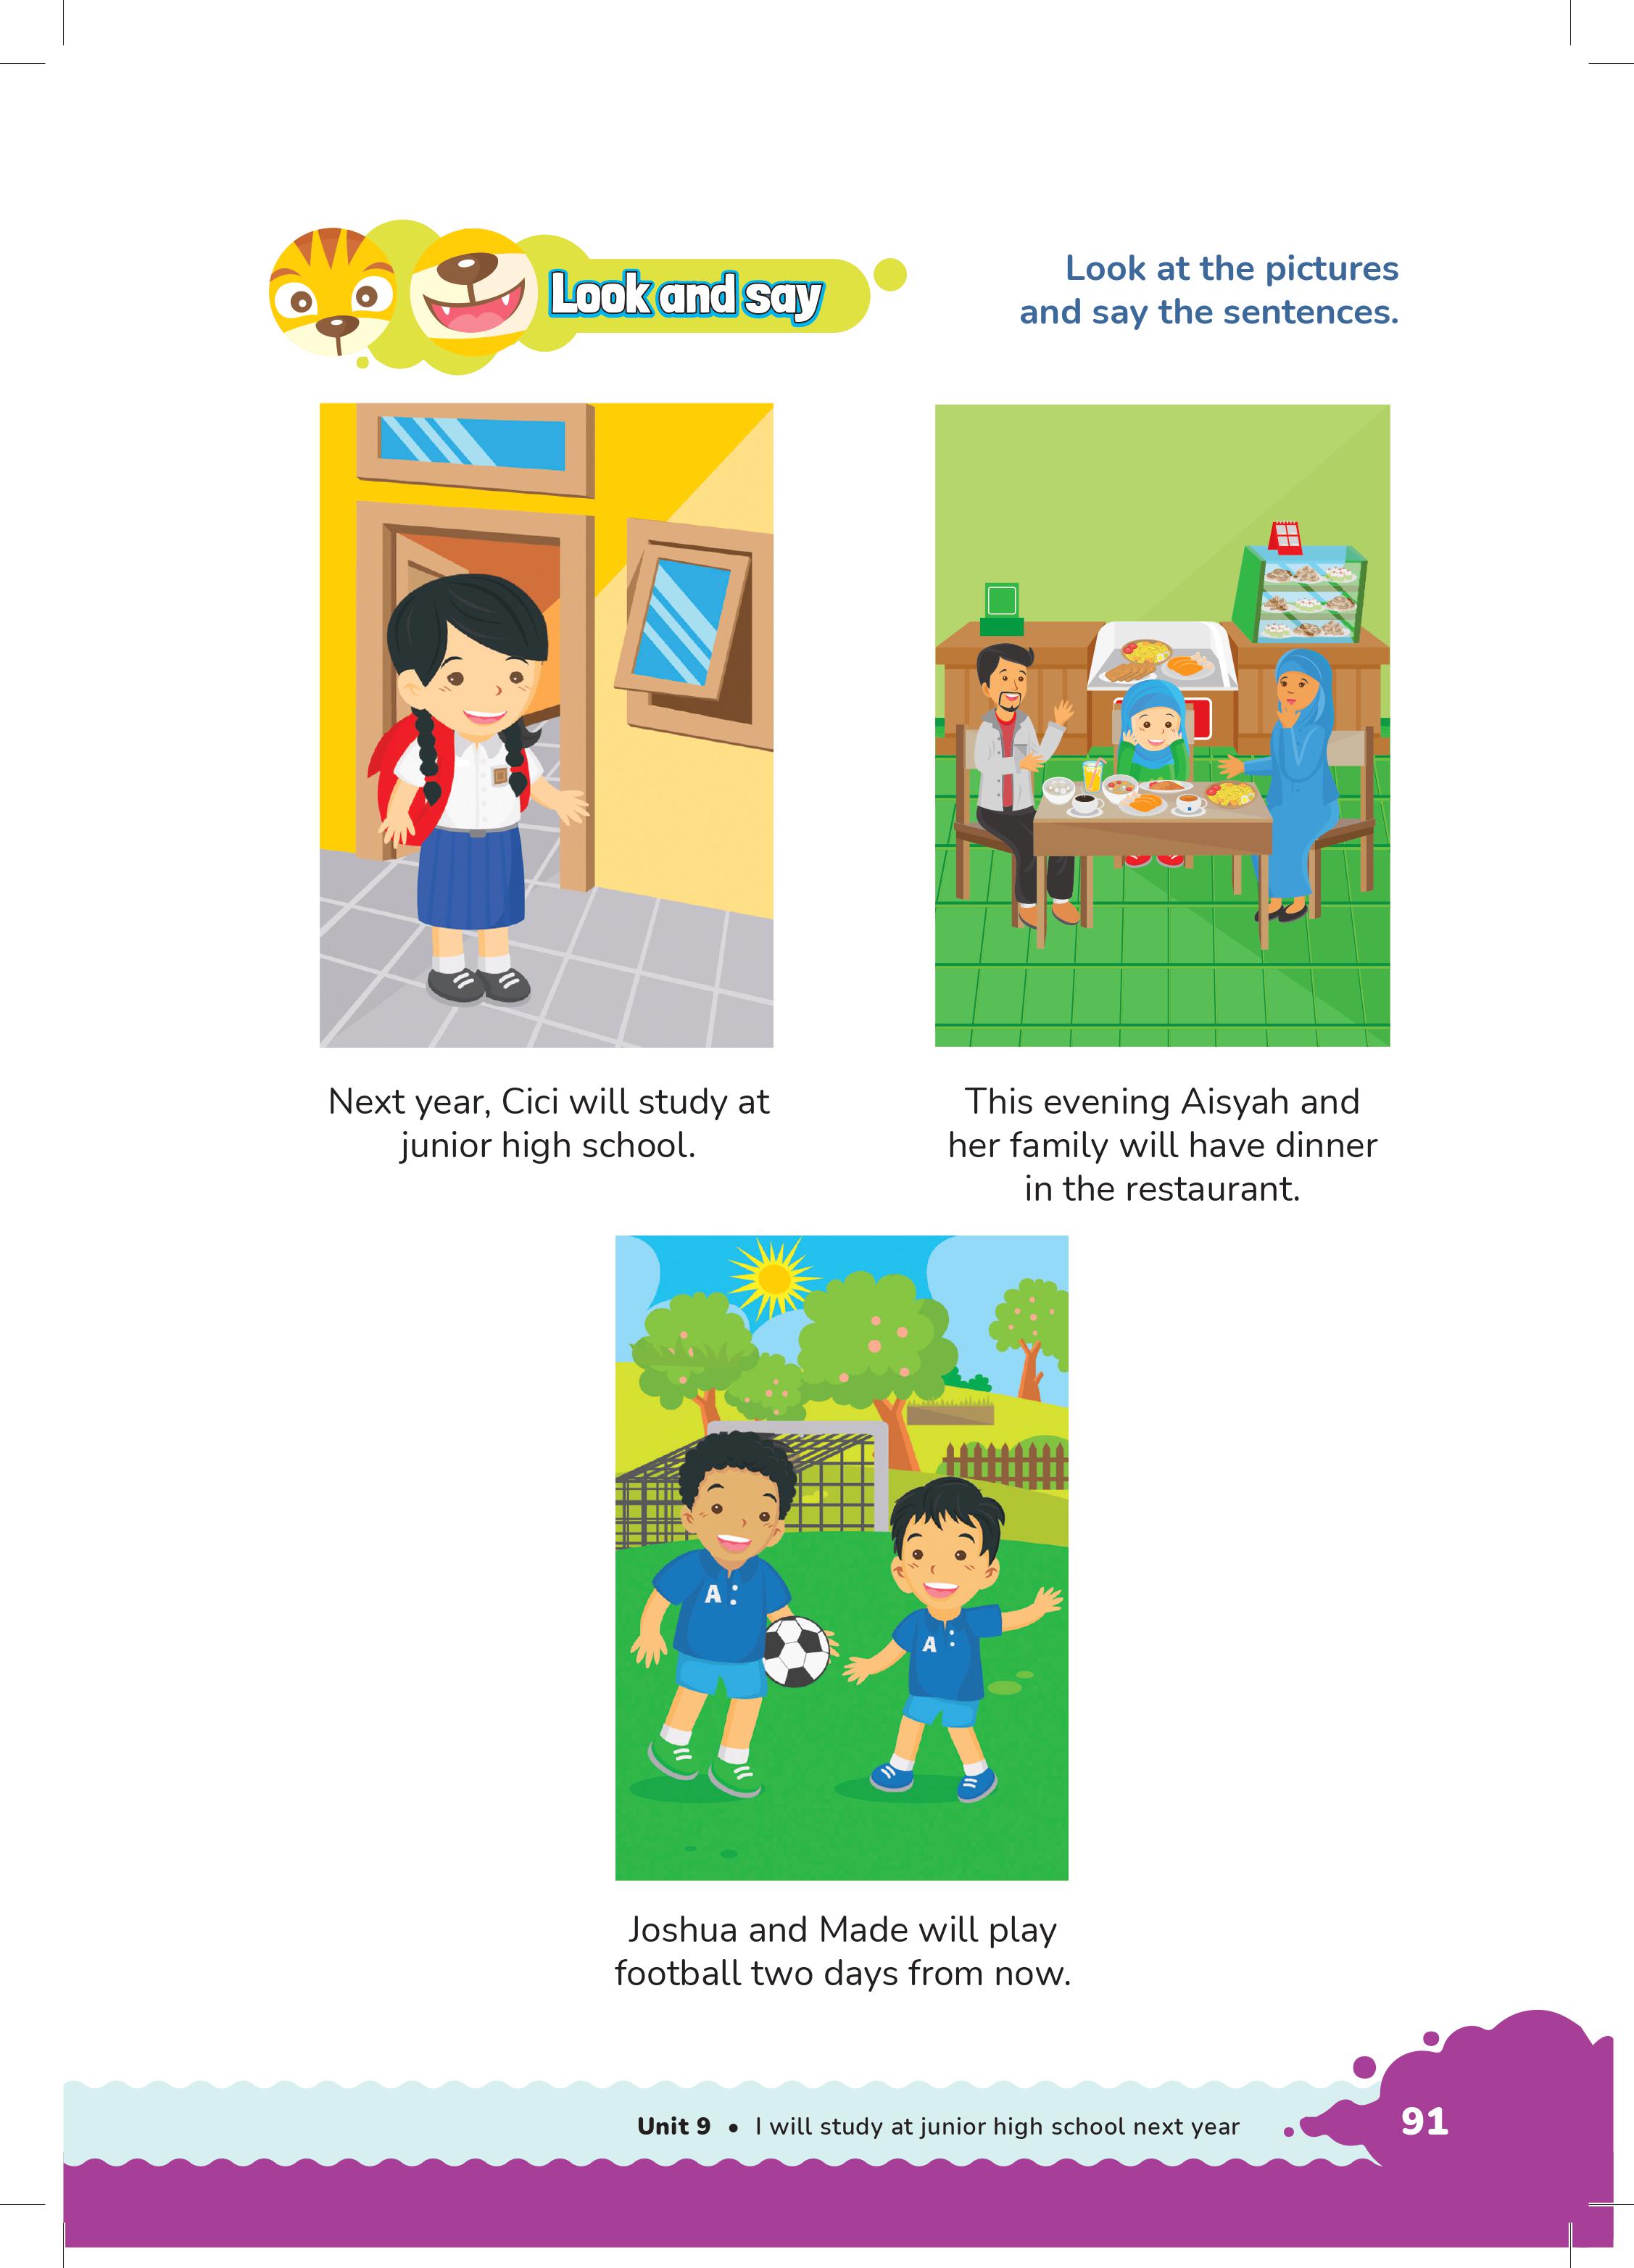 Look and say
Look at the pictures
and say the sentences.
Next year, Cici will study at
junior high school.
This evening Aisyah and
her family will have dinner
in the restaurant.
A
A
Joshua and Made will play
football two days from now.
Unit 9 • I will study at junior high school next year
91